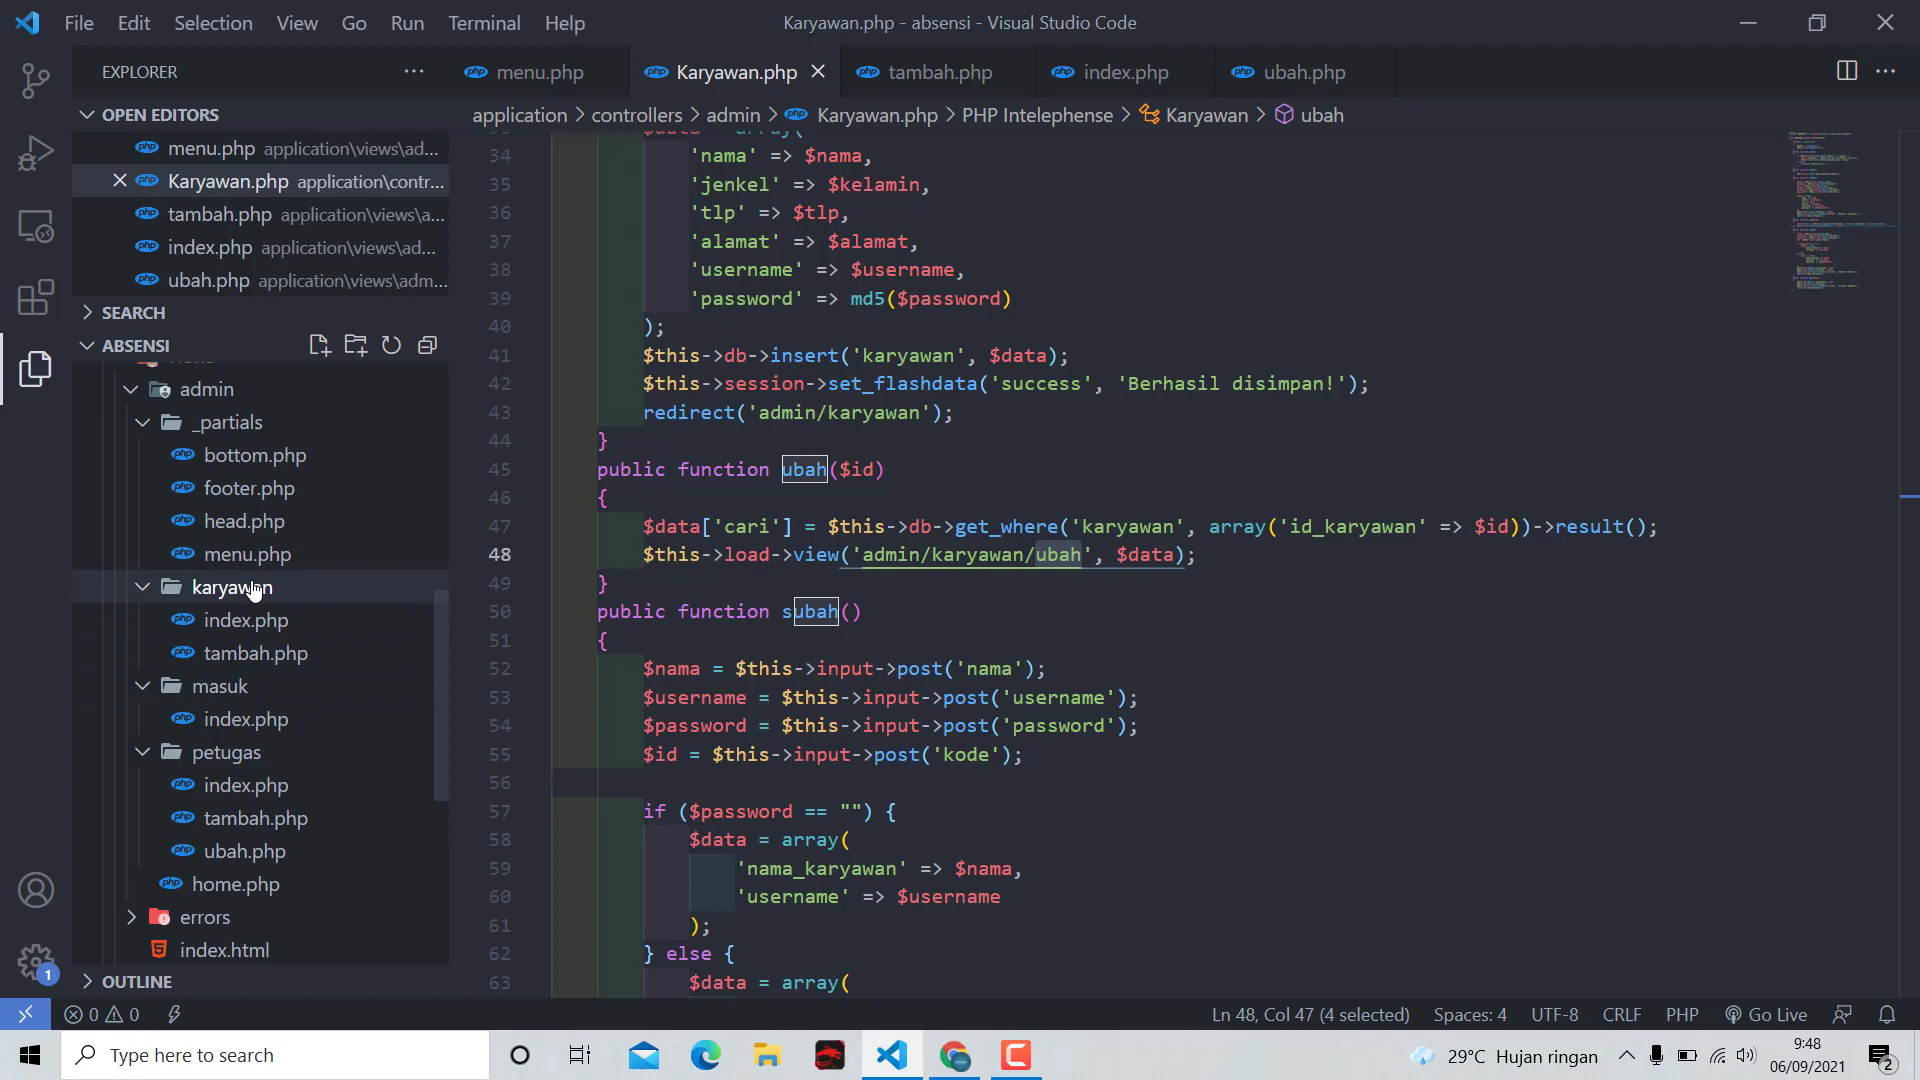 File Edit Selection View Go Run Terminal Help
Karyawan.php - absensi - Visual Studio Code
EXPLORER
menu.php
Karyawan.php
tambah.php
index.php
ubah.php
application > controllers > admin > Karyawan.php > PHP Intelephense > Karyawan > ubah
OPEN EDITORS
menu.php application\views\ad...
Karyawan.php application\contr...
tambah.php application\views\a...
index.php application\views\ad...
ubah.php application\views\adm...
SEARCH
ABSENSI
admin
_partials
bottom.php
footer.php
head.php
menu.php
karyawan
index.php
tambah.php
masuk
index.php
petugas
index.php
tambah.php
ubah.php
home.php
errors
index.html
OUTLINE
34 'nama' => $nama,
35 'jenkel' => $kelamin,
36 'tlp' => $tlp,
37 'alamat' => $alamat,
38 'username' => $username,
39 'password' => md5($password)
40 );
41 $this->db->insert('karyawan', $data);
42 $this->session->set_flashdata('success', 'Berhasil disimpan!');
43 redirect('admin/karyawan');
44 }
45 public function ubah($id)
46 {
47 $data['cari'] = $this->db->get_where('karyawan', array('id_karyawan' => $id))->result();
48 $this->load->view('admin/karyawan/ubah', $data);
49 }
50 public function subah()
51 {
52 $nama = $this->input->post('nama');
53 $username = $this->input->post('username');
54 $password = $this->input->post('password');
55 $id = $this->input->post('kode');
56
57 if ($password == "") {
58 $data = array(
59 'nama_karyawan' => $nama,
60 'username' => $username
61 );
62 } else {
63 $data = array(
1
0 0
Ln 48, Col 47 (4 selected) Spaces: 4 UTF-8 CRLF PHP Go Live
Type here to search
29°C Hujan ringan
9:48
06/09/2021
2